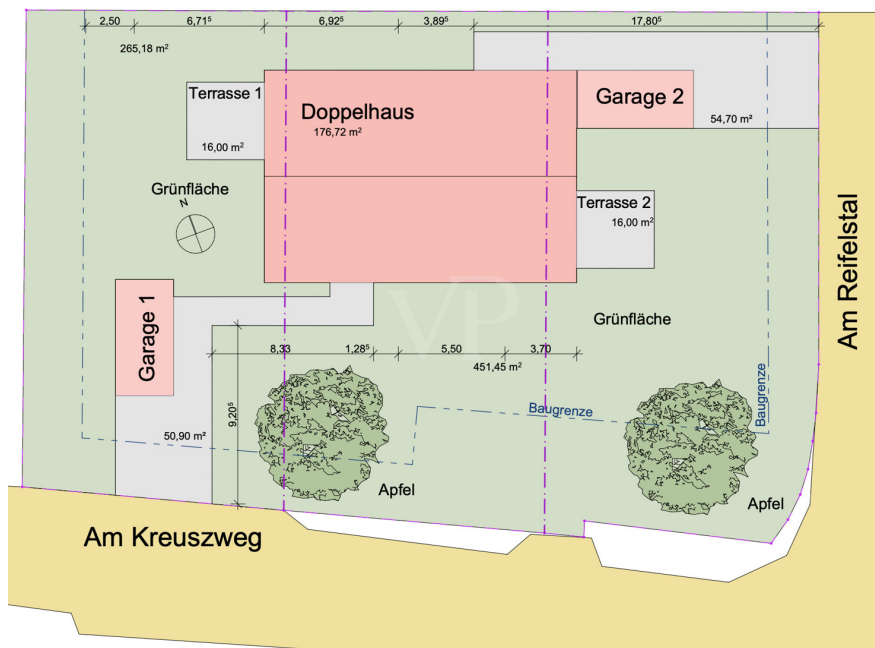 2,50 6,71⁵ 6,92⁵ 3,89⁵ 17,80⁵
265,18 m²
Terrasse 1
16,00 m²
Doppelhaus
176,72 m²
Garage 2
54,70 m²
Grünfläche
N
Terrasse 2
16,00 m²
Garage 1
Grünfläche
VP
8,33 1,28⁵ 5,50 3,70
451,45 m²
9,20⁵
50,90 m²
Baugrenze
Baugrenze
Apfel
Apfel
Am Kreuszweg
Am Reifelstal